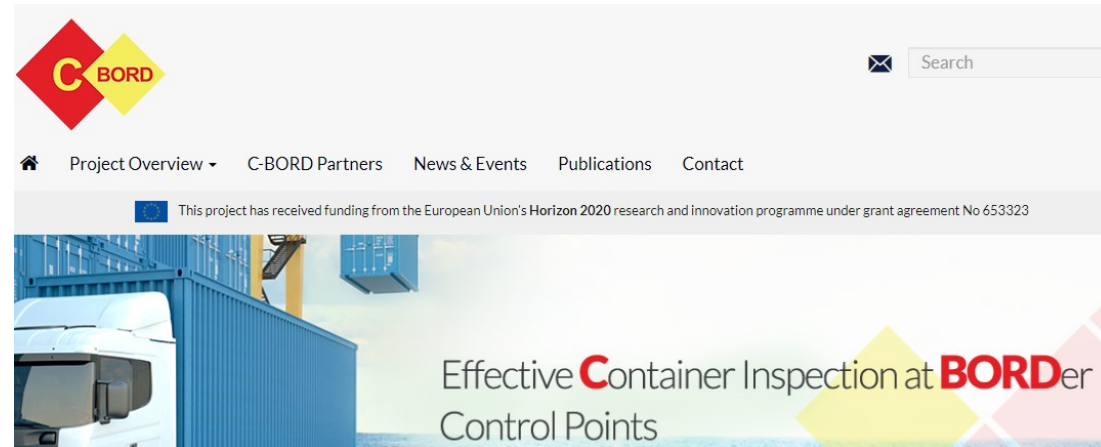 C BORD
Search
Project Overview
C-BORD Partners
News & Events
Publications
Contact
This project has received funding from the European Union's Horizon 2020 research and innovation programme under grant agreement No 653323
Effective Container Inspection at BORDer
Control Points